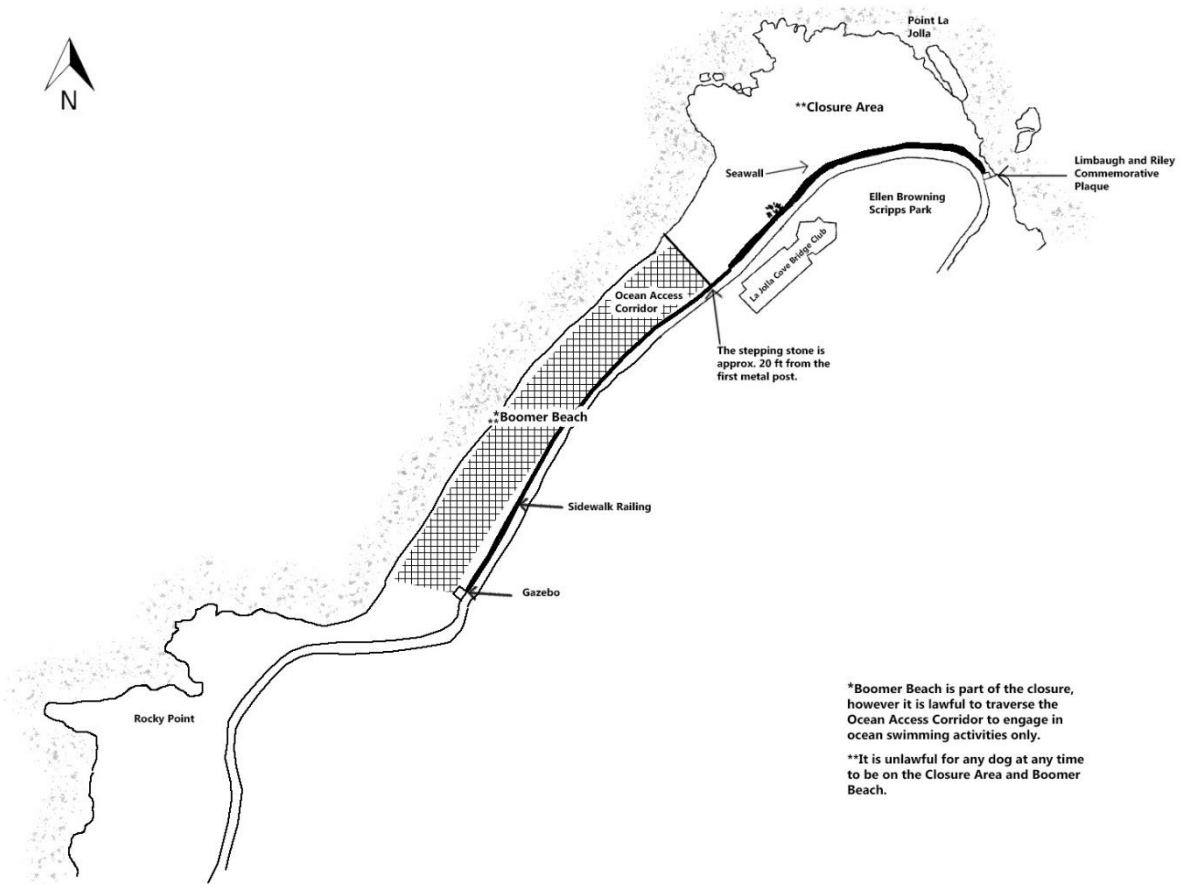 Point La
Jolla
N
**Closure Area
Seawall
Limbaugh and Riley
Commemorative
Plaque
Ellen Browning
Scripps Park
La Jolla Cove Bridge Club
Ocean Access
Corridor
The stepping stone is
approx. 20 ft from the
first metal post.
*
**Boomer Beach
Sidewalk Railing
Gazebo
Rocky Point
*Boomer Beach is part of the closure,
however it is lawful to traverse the
Ocean Access Corridor to engage in
ocean swimming activities only.
**It is unlawful for any dog at any time
to be on the Closure Area and Boomer
Beach.